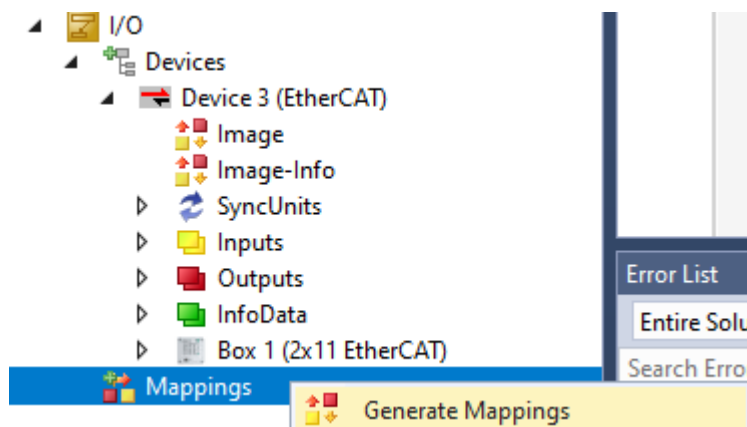 I/O
Devices
Device 3 (EtherCAT)
Image
Image-Info
SyncUnits
Inputs
Outputs
InfoData
Box 1 (2x11 EtherCAT)
Mappings
Generate Mappings
Error List
Entire Solu
Search Erro